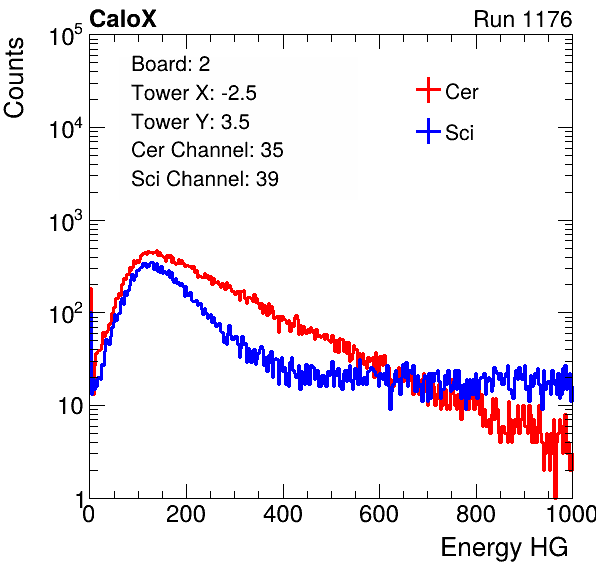 CaloX Run 1176
Counts
Board: 2
Tower X: -2.5
Tower Y: 3.5
Cer Channel: 35
Sci Channel: 39
Cer
Sci
10^5
10^4
10^3
10^2
10
1
0 200 400 600 800 1000
Energy HG